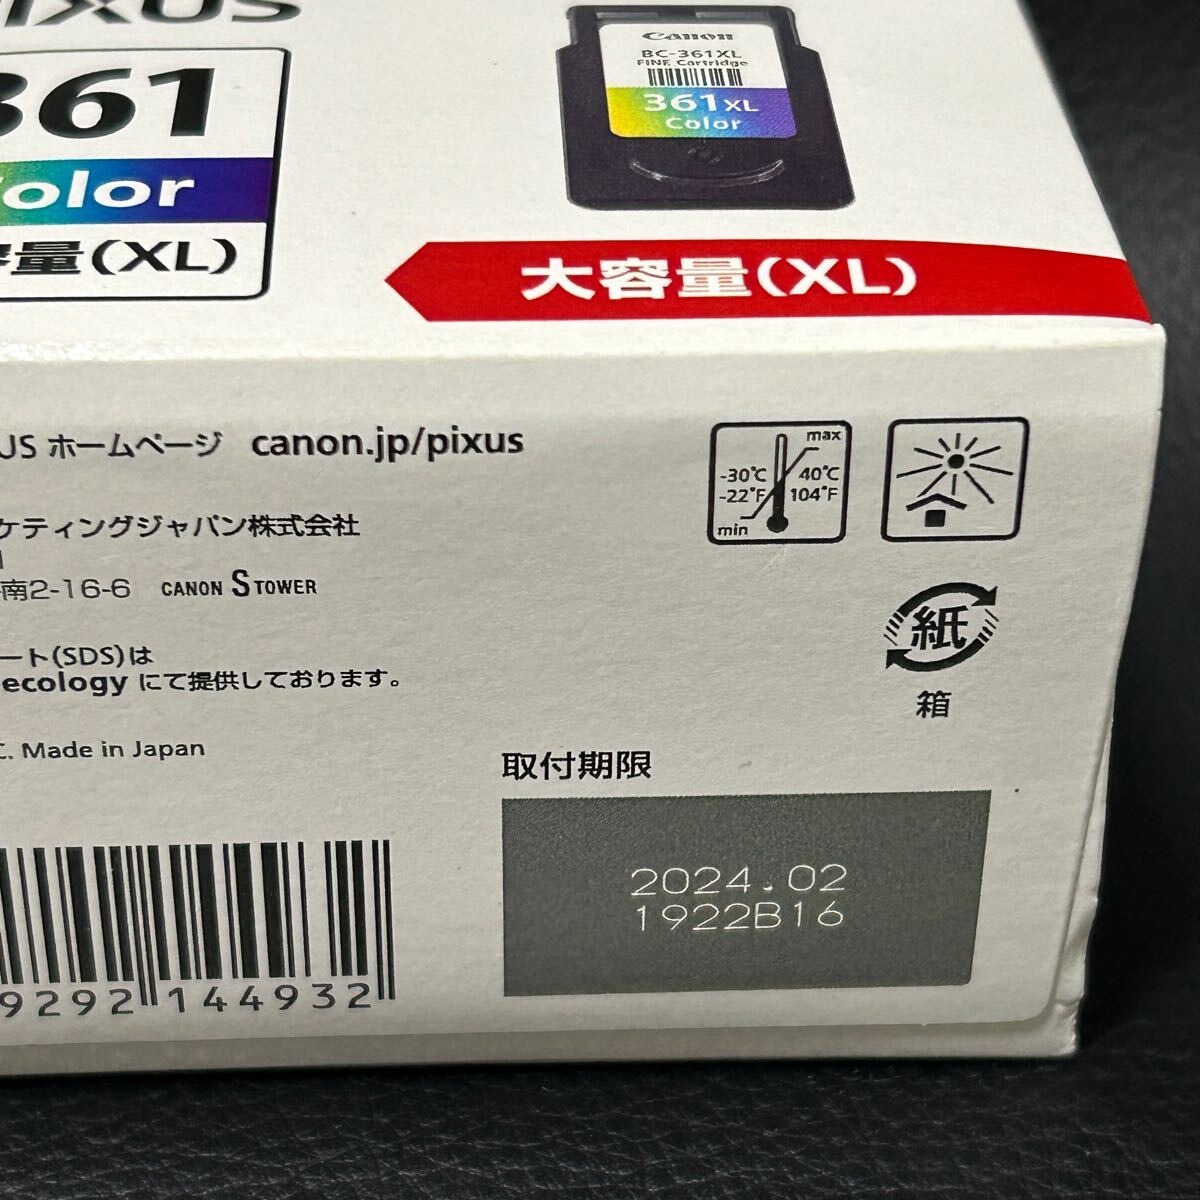 PIXUS
361
Color
容量(XL)
Canon
BC-361XL
FINE Cartridge
361XL
Color
大容量(XL)
US ホームページ canon.jp/pixus
ケティングジャパン株式会社
南2-16-6 CANON S TOWER
ート(SDS)は
ecology にて提供しております。
Made in Japan
max
-30℃ 40℃
-22°F 104°F
min
紙
箱
取付期限
2024.02
1922B16
9292 144932